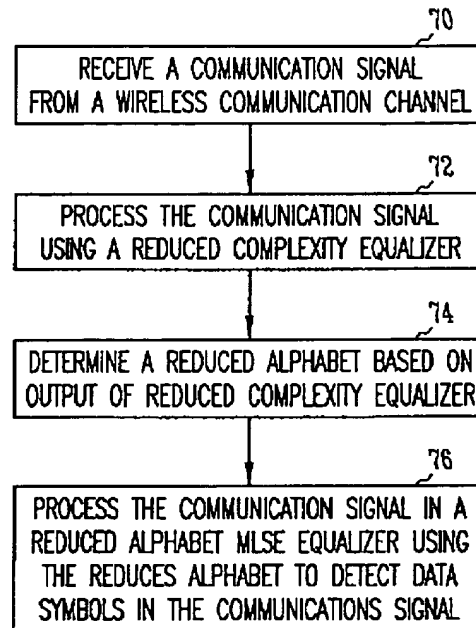 70
RECEIVE A COMMUNICATION SIGNAL
FROM A WIRELESS COMMUNICATION CHANNEL
72
PROCESS THE COMMUNICATION SIGNAL
USING A REDUCED COMPLEXITY EQUALIZER
74
DETERMINE A REDUCED ALPHABET BASED ON
OUTPUT OF REDUCED COMPLEXITY EQUALIZER
76
PROCESS THE COMMUNICATION SIGNAL IN A
REDUCED ALPHABET MLSE EQUALIZER USING
THE REDUCES ALPHABET TO DETECT DATA
SYMBOLS IN THE COMMUNICATIONS SIGNAL